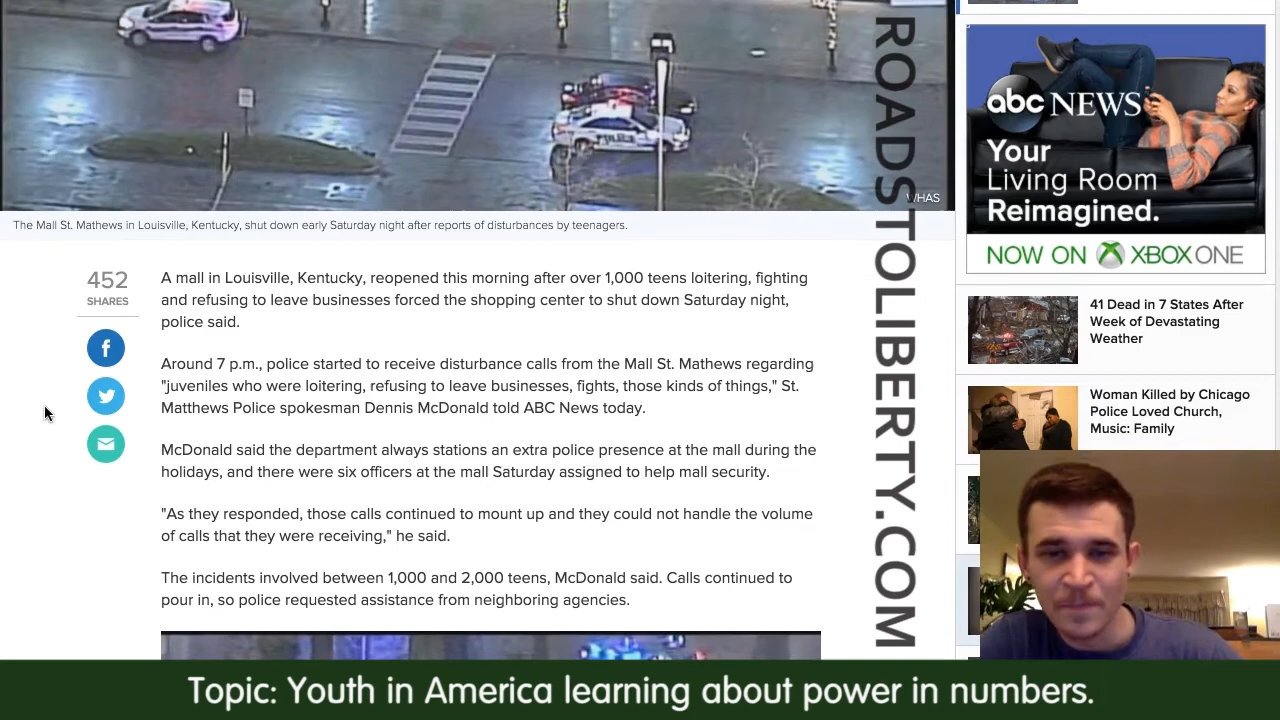 POLICE
WHAS
The Mall St. Mathews in Louisville, Kentucky, shut down early Saturday night after reports of disturbances by teenagers.
452
SHARES
A mall in Louisville, Kentucky, reopened this morning after over 1,000 teens loitering, fighting
and refusing to leave businesses forced the shopping center to shut down Saturday night,
police said.
Around 7 p.m., police started to receive disturbance calls from the Mall St. Mathews regarding
"juveniles who were loitering, refusing to leave businesses, fights, those kinds of things," St.
Matthews Police spokesman Dennis McDonald told ABC News today.
McDonald said the department always stations an extra police presence at the mall during the
holidays, and there were six officers at the mall Saturday assigned to help mall security.
"As they responded, those calls continued to mount up and they could not handle the volume
of calls that they were receiving," he said.
The incidents involved between 1,000 and 2,000 teens, McDonald said. Calls continued to
pour in, so police requested assistance from neighboring agencies.
ROADSTOLIBERTY.COM
abc NEWS
Your
Living Room
Reimagined.
NOW ON XBOX ONE
41 Dead in 7 States After
Week of Devastating
Weather
Woman Killed by Chicago
Police Loved Church,
Music: Family
Topic: Youth in America learning about power in numbers.